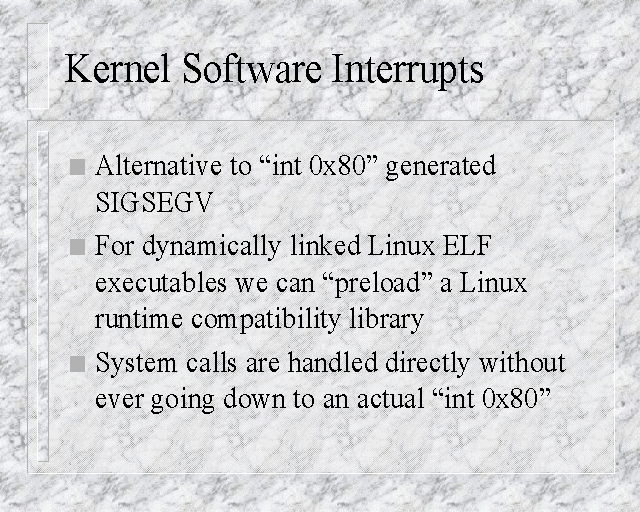 Kernel Software Interrupts
Alternative to “int 0x80” generated
SIGSEGV
For dynamically linked Linux ELF
executables we can “preload” a Linux
runtime compatibility library
System calls are handled directly without
ever going down to an actual “int 0x80”